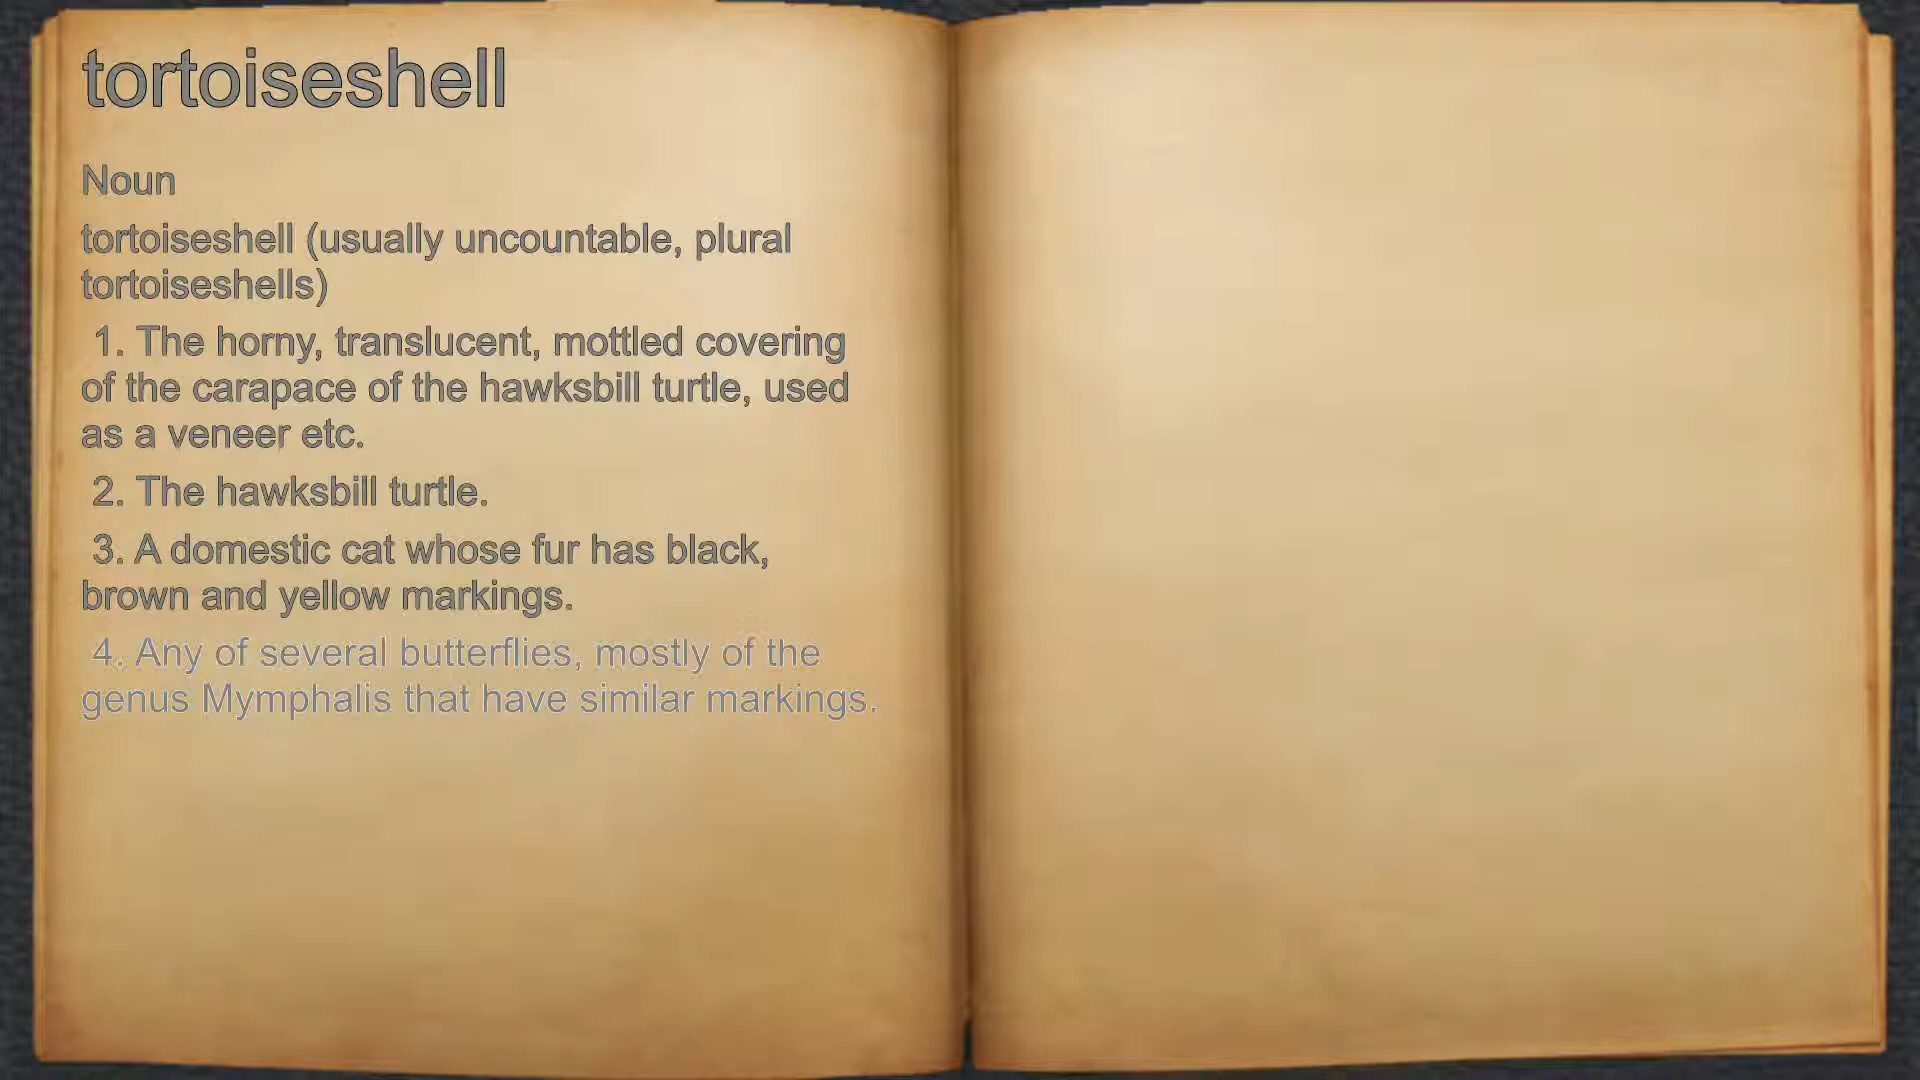 tortoiseshell
Noun
tortoiseshell (usually uncountable, plural
tortoiseshells)
1. The horny, translucent, mottled covering
of the carapace of the hawksbill turtle, used
as a veneer etc.
2. The hawksbill turtle.
3. A domestic cat whose fur has black,
brown and yellow markings.
4. Any of several butterflies, mostly of the
genus Mymphalis that have similar markings.